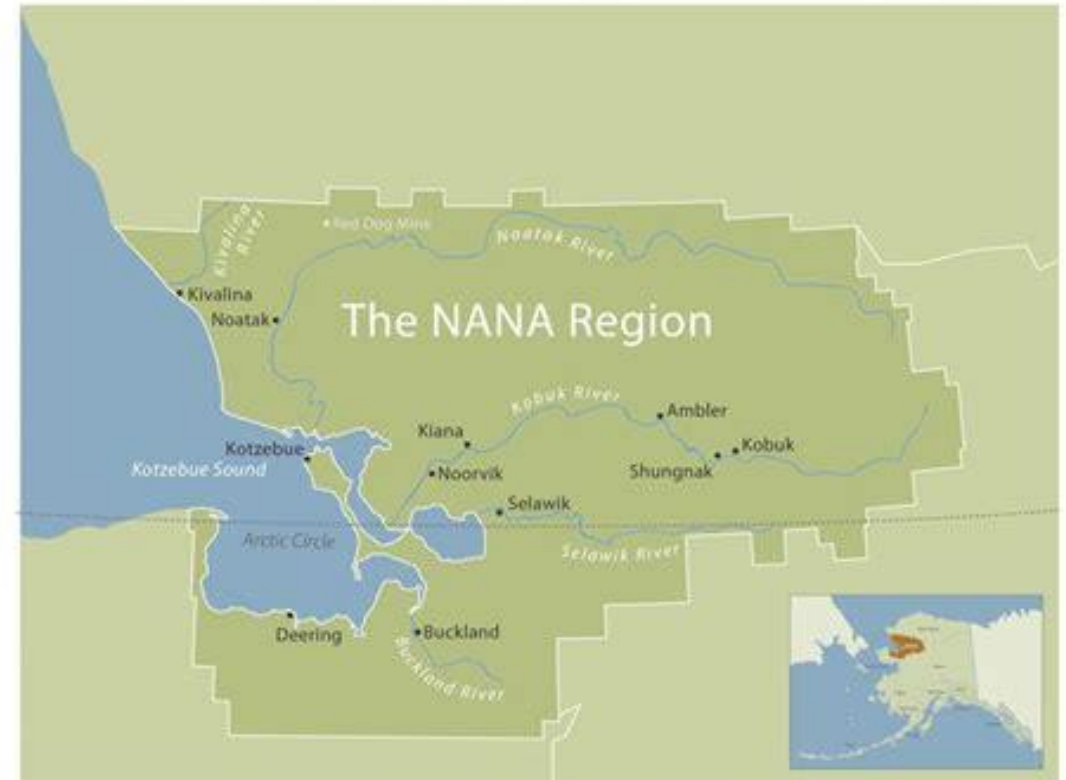 Kivalina
River
Red Dog Mine
Noatak River
Kivalina
Noatak
The NANA Region
Kobuk River
Ambler
Kiana
Kotzebue
Kobuk
Kotzebue Sound
Noorvik
Shungnak
Selawik
Arctic Circle
Selawik River
Deering
Buckland
Buckland River